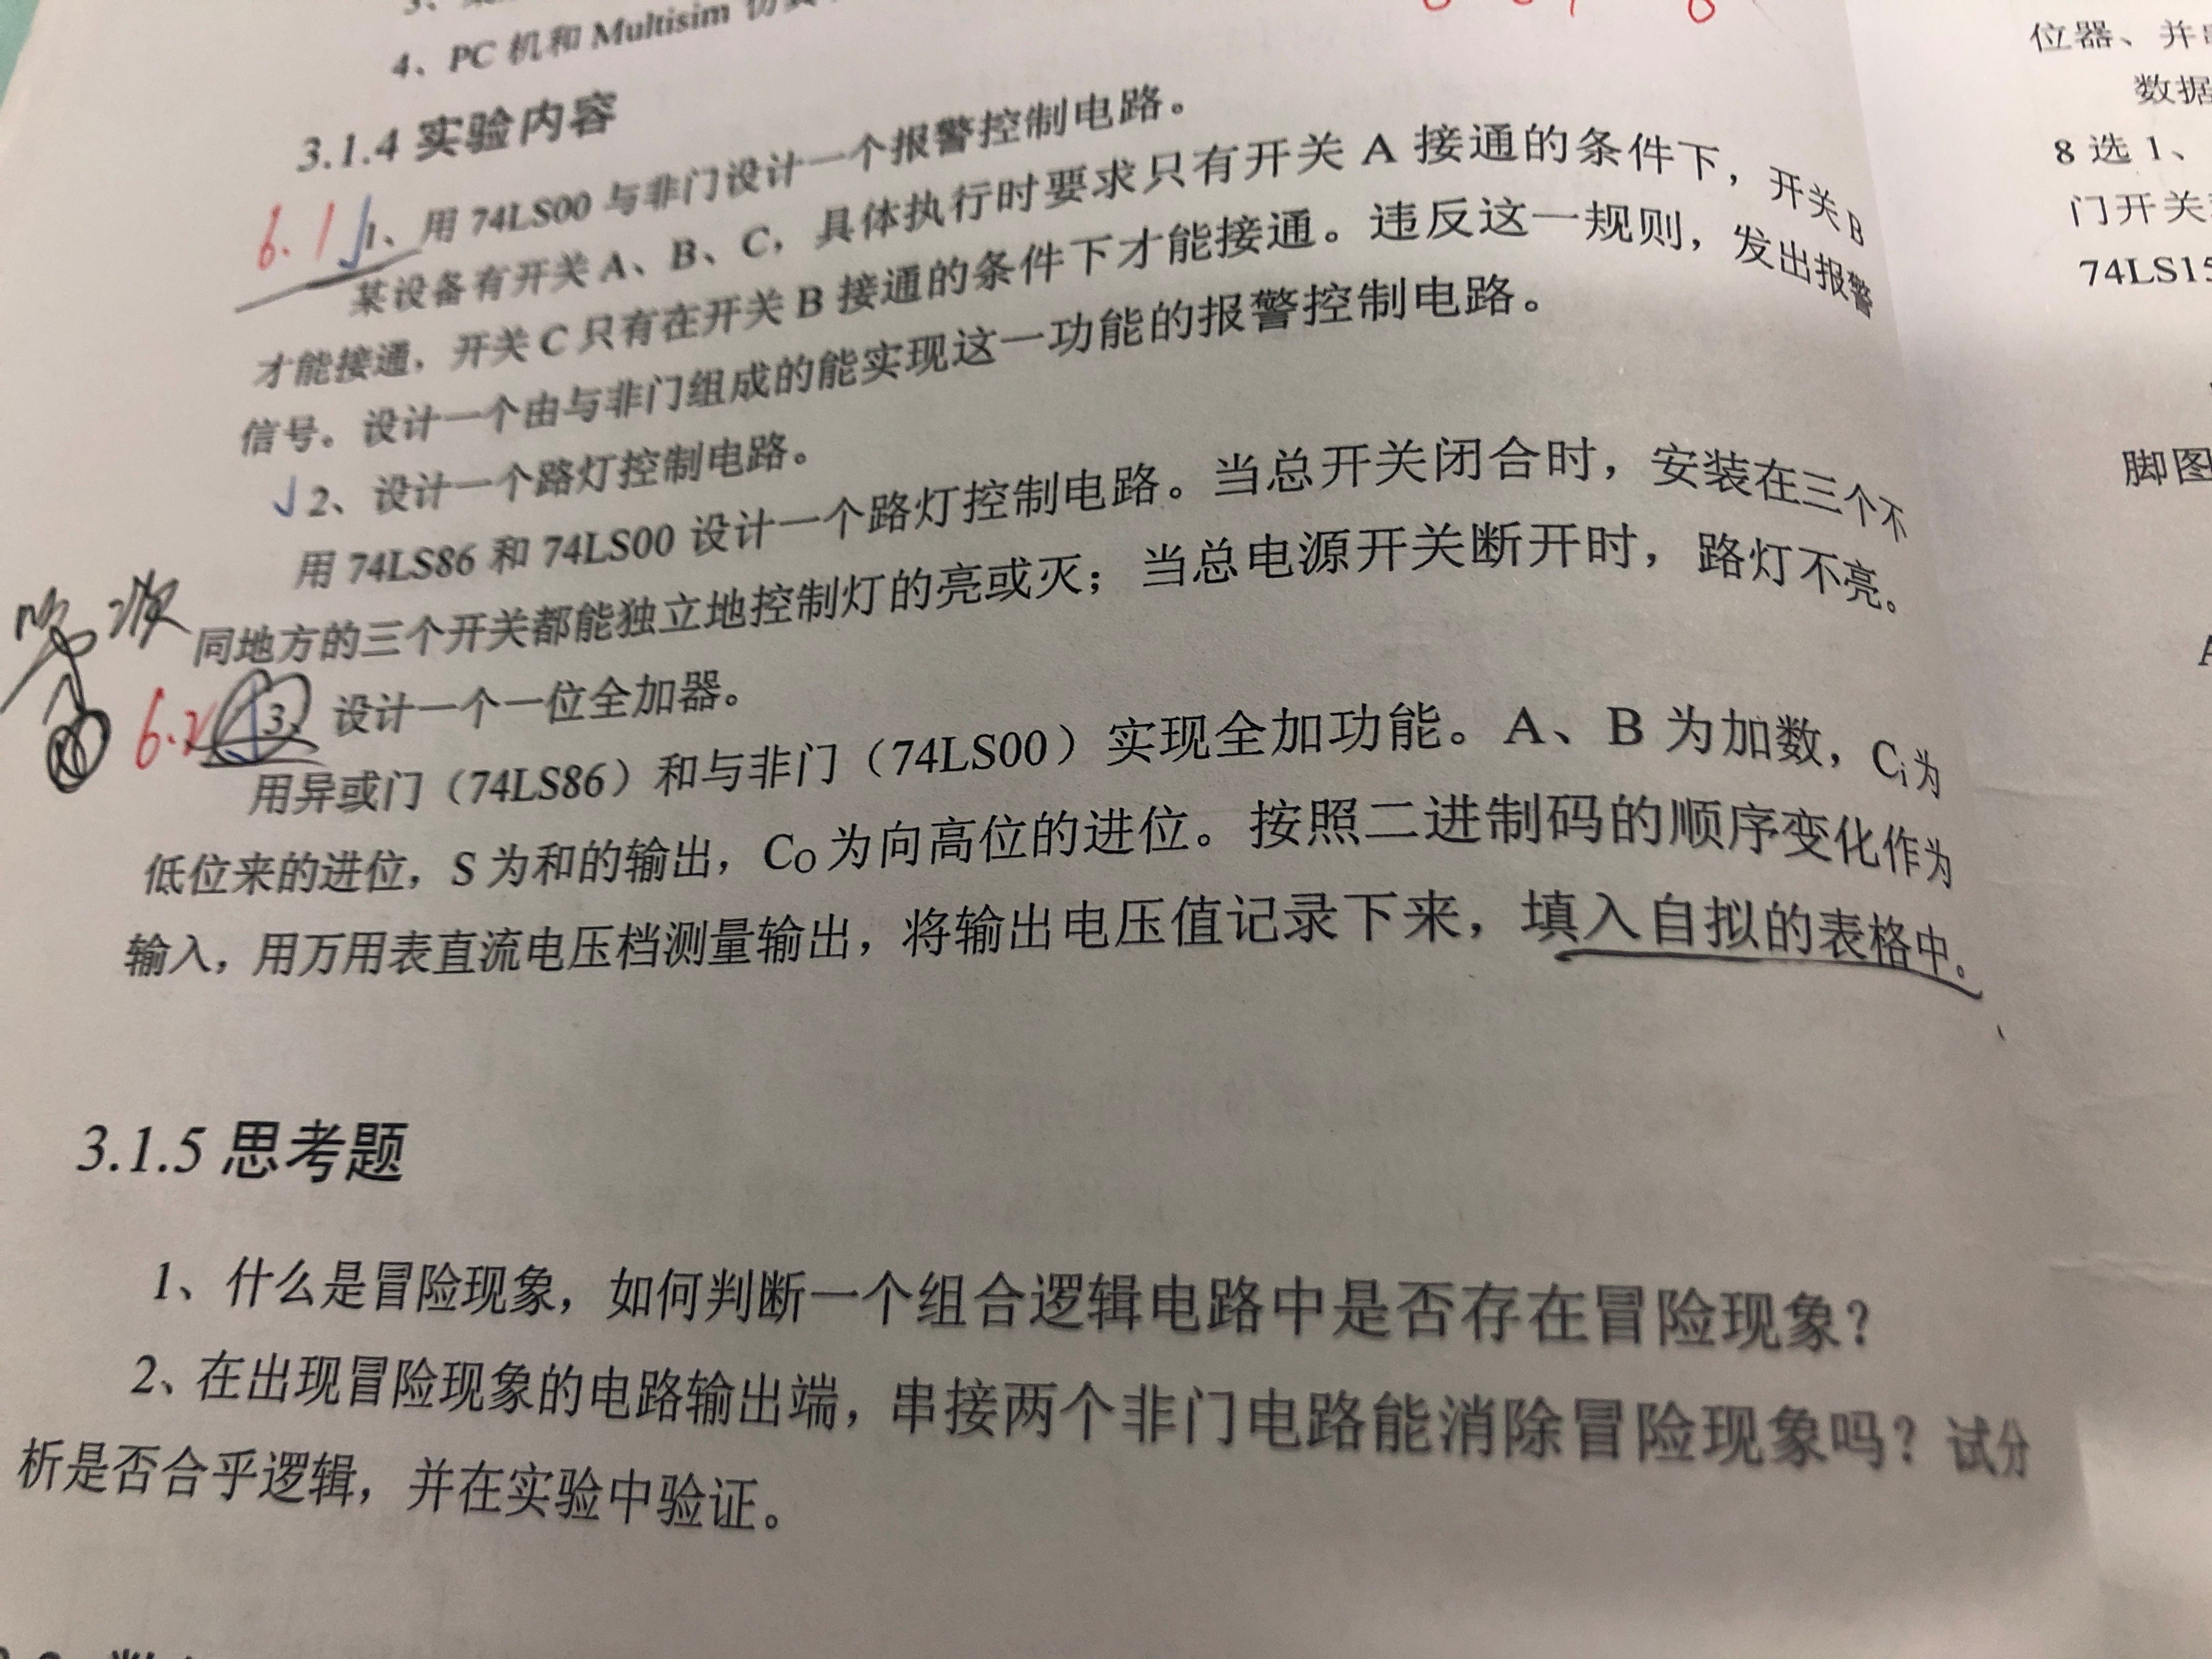 4、PC 机和 Multisim
3.1.4 实验内容
6.1 1、用 74LS00 与非门设计一个报警控制电路。
某设备有开关 A、B、C，具体执行时要求只有开关 A 接通的条件下，开关 B
才能接通，开关 C 只有在开关 B 接通的条件下才能接通。违反这一规则，发出报警
信号。设计一个由与非门组成的能实现这一功能的报警控制电路。
2、设计一个路灯控制电路。
用 74LS86 和 74LS00 设计一个路灯控制电路。当总开关闭合时，安装在三个不
同地方的三个开关都能独立地控制灯的亮或灭；当总电源开关断开时，路灯不亮。
6.2 3、设计一个一位全加器。
用异或门（74LS86）和与非门（74LS00）实现全加功能。A、B 为加数，Ci为
低位来的进位，S 为和的输出，CO为向高位的进位。按照二进制码的顺序变化作为
输入，用万用表直流电压档测量输出，将输出电压值记录下来，填入自拟的表格中。
3.1.5 思考题
1、什么是冒险现象，如何判断一个组合逻辑电路中是否存在冒险现象？
2、在出现冒险现象的电路输出端，串接两个非门电路能消除冒险现象吗？试分
析是否合乎逻辑，并在实验中验证。
位器、并
数据
8 选 1、
门开关
74LS15
脚图